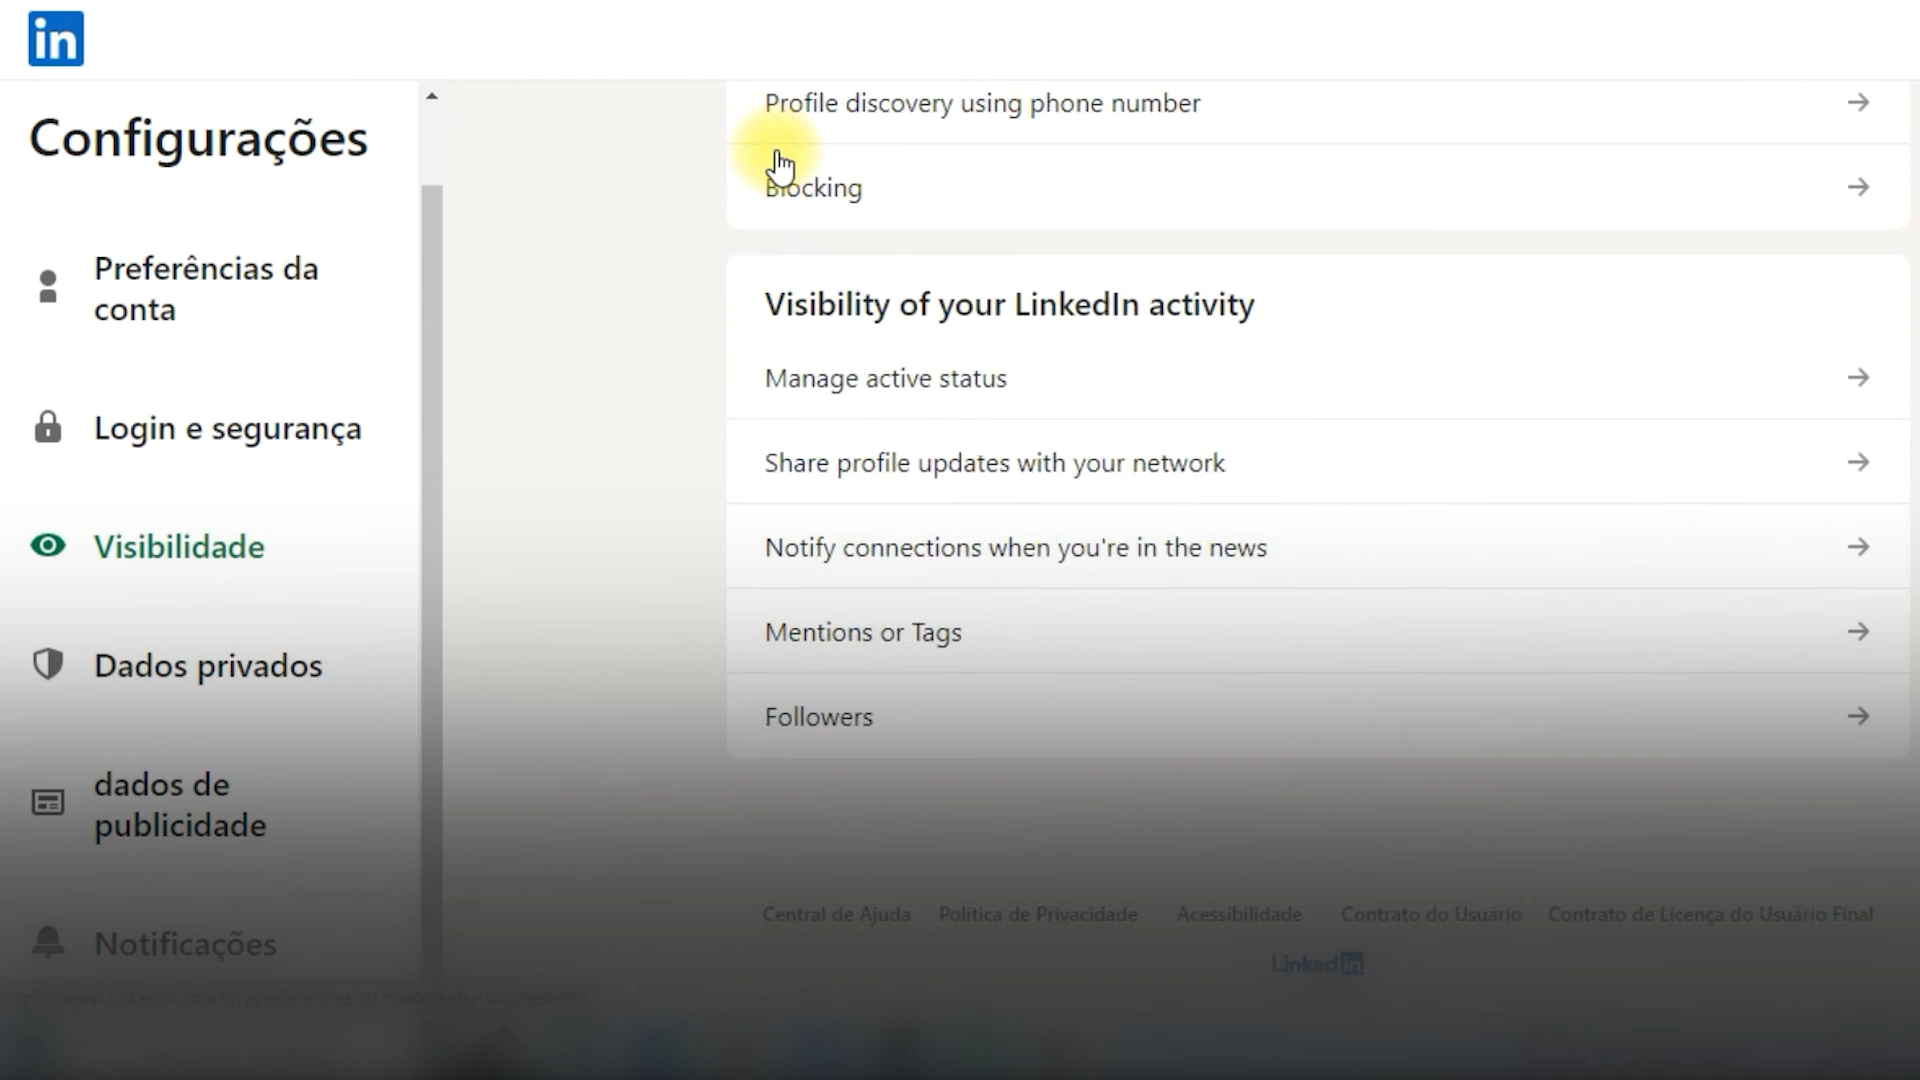 in
Configurações
Preferências da
conta
Login e segurança
Visibilidade
Dados privados
dados de
publicidade
Notificações
Profile discovery using phone number
Blocking
Visibility of your LinkedIn activity
Manage active status
Share profile updates with your network
Notify connections when you're in the news
Mentions or Tags
Followers
Central de Ajuda Política de Privacidade Acessibilidade Contrato do Usuário Contrato de Licença do Usuário Final
Linkedin